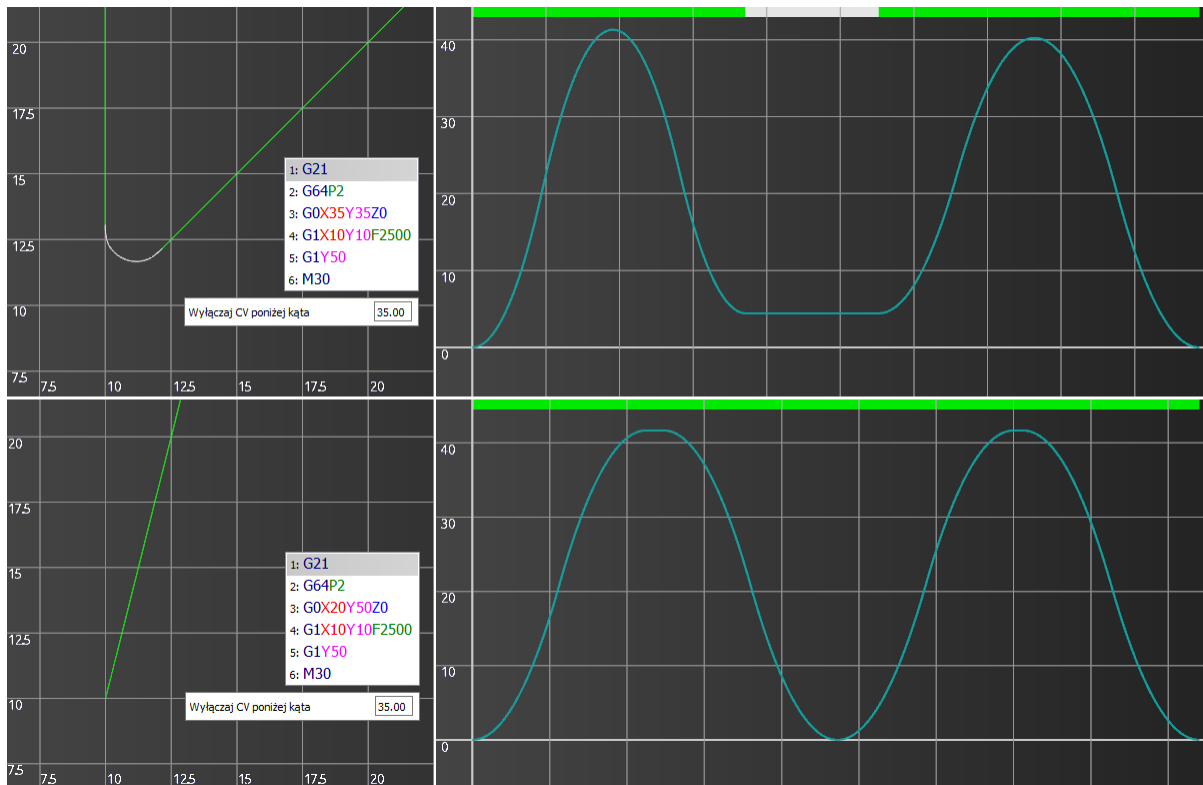 20
17.5
15
12.5
10
7.5
7.5 10 12.5 15 17.5 20
1: G21
2: G64P2
3: G0X35Y35Z0
4: G1X10Y10F2500
5: G1Y50
6: M30
Wyłączaj CV poniżej kąta 35.00
40
30
20
10
0
20
17.5
15
12.5
10
7.5
7.5 10 12.5 15 17.5 20
1: G21
2: G64P2
3: G0X20Y50Z0
4: G1X10Y10F2500
5: G1Y50
6: M30
Wyłączaj CV poniżej kąta 35.00
40
30
20
10
0